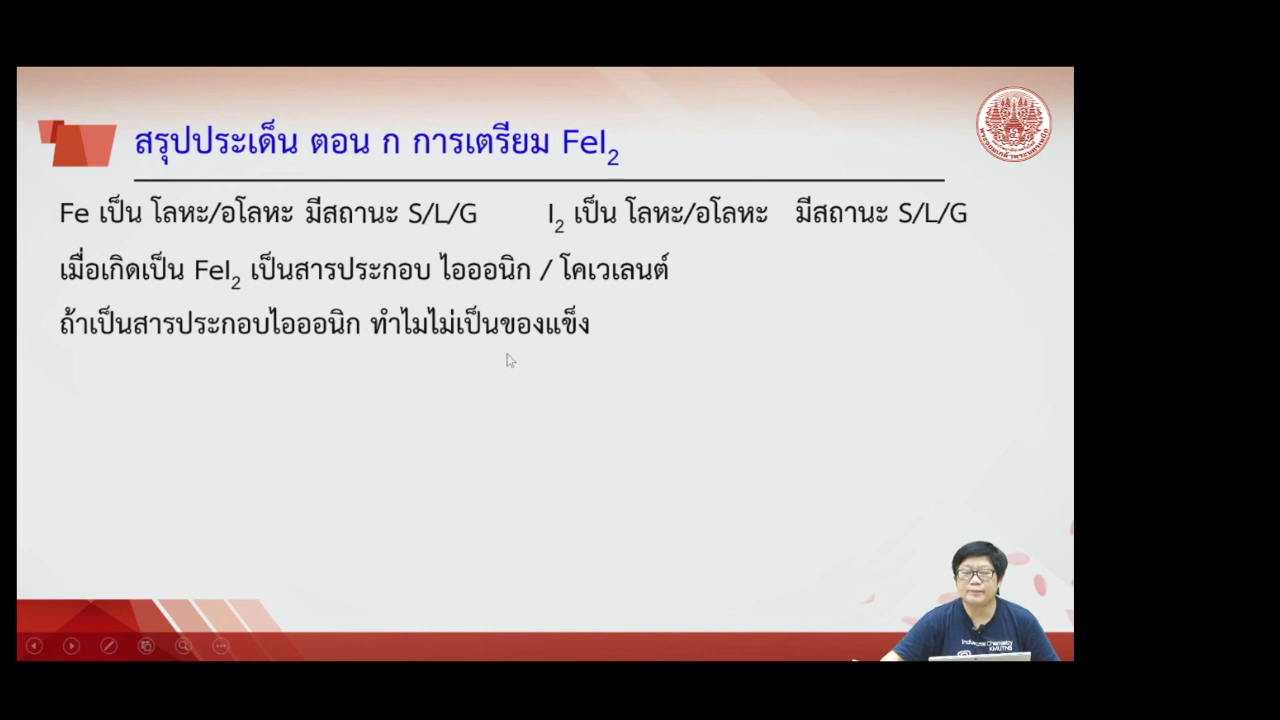 สรุปประเด็น ตอน ก การเตรียม FeI2
Fe เป็น โลหะ/อโลหะ มีสถานะ S/L/G I2 เป็น โลหะ/อโลหะ มีสถานะ S/L/G
เมื่อเกิดเป็น FeI2 เป็นสารประกอบ ไอออนิก / โคเวเลนต์
ถ้าเป็นสารประกอบไอออนิก ทำไมไม่เป็นของแข็ง
Industrial Chemistry
KMUTNB